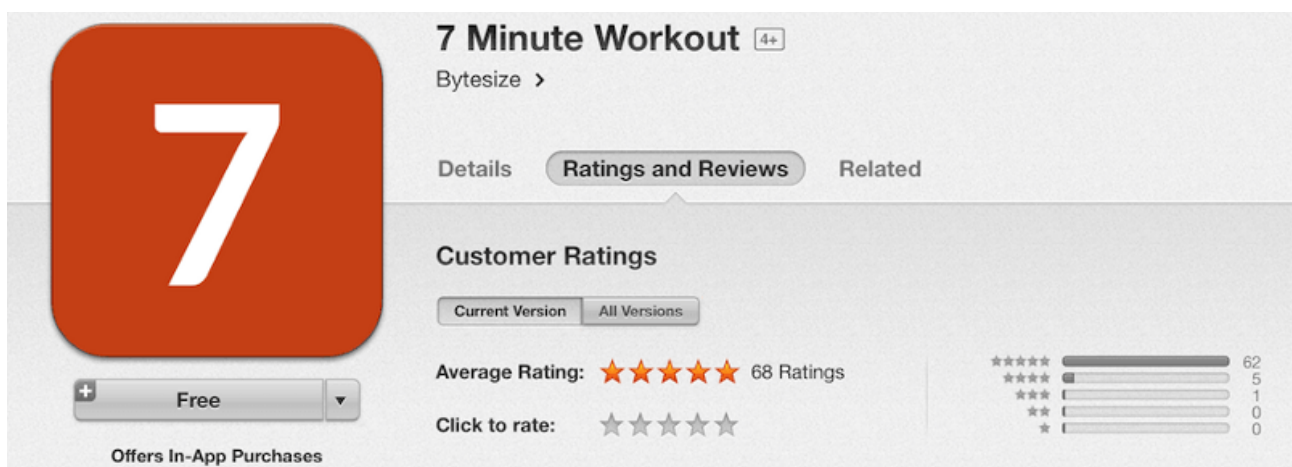 7
7 Minute Workout 4+
Bytesize >
Details Ratings and Reviews Related
Customer Ratings
Current Version All Versions
Average Rating: ★★★★★ 68 Ratings
Click to rate: ★★★★★
★★★★★ 62
★★★★ 5
★★★ 1
★★ 0
★ 0
+ Free ▼
Offers In-App Purchases